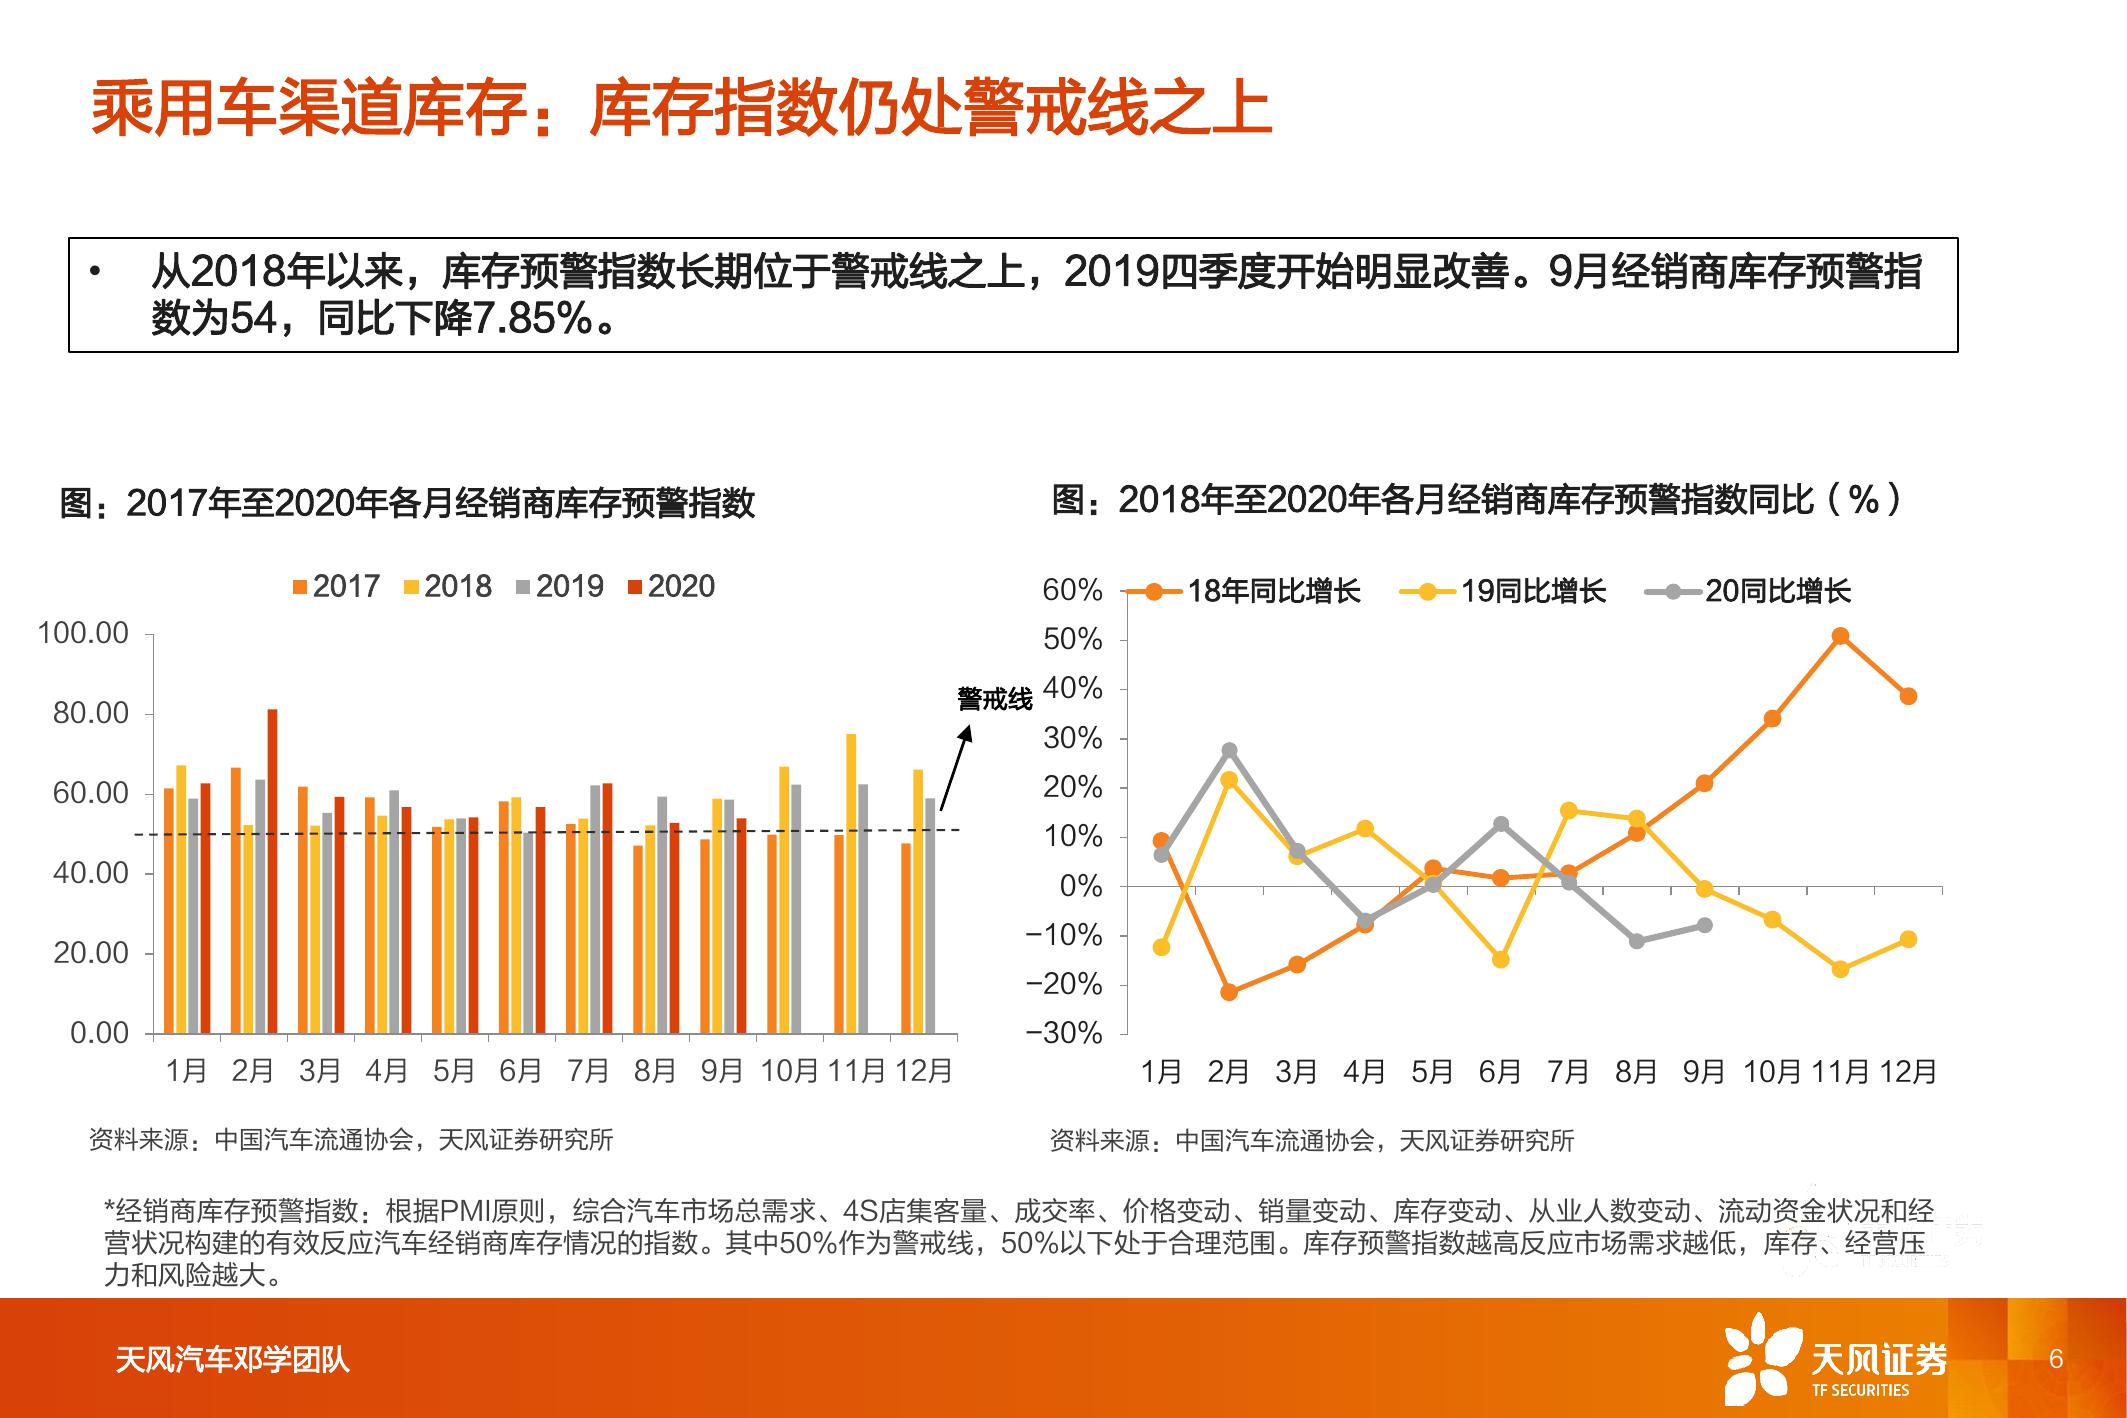 乘用车渠道库存：库存指数仍处警戒线之上
• 从2018年以来，库存预警指数长期位于警戒线之上，2019四季度开始明显改善。9月经销商库存预警指
数为54，同比下降7.85%。
图：2017年至2020年各月经销商库存预警指数
2017 2018 2019 2020
100.00
80.00
60.00
40.00
20.00
0.00
警戒线
1月 2月 3月 4月 5月 6月 7月 8月 9月 10月 11月 12月
资料来源：中国汽车流通协会，天风证券研究所
图：2018年至2020年各月经销商库存预警指数同比（%）
18年同比增长 19同比增长 20同比增长
60%
50%
40%
30%
20%
10%
0%
−10%
−20%
−30%
1月 2月 3月 4月 5月 6月 7月 8月 9月 10月 11月 12月
资料来源：中国汽车流通协会，天风证券研究所
*经销商库存预警指数：根据PMI原则，综合汽车市场总需求、4S店集客量、成交率、价格变动、销量变动、库存变动、从业人数变动、流动资金状况和经
营状况构建的有效反应汽车经销商库存情况的指数。其中50%作为警戒线，50%以下处于合理范围。库存预警指数越高反应市场需求越低，库存、经营压
力和风险越大。
天风汽车邓学团队
天风证券
TF SECURITIES
6